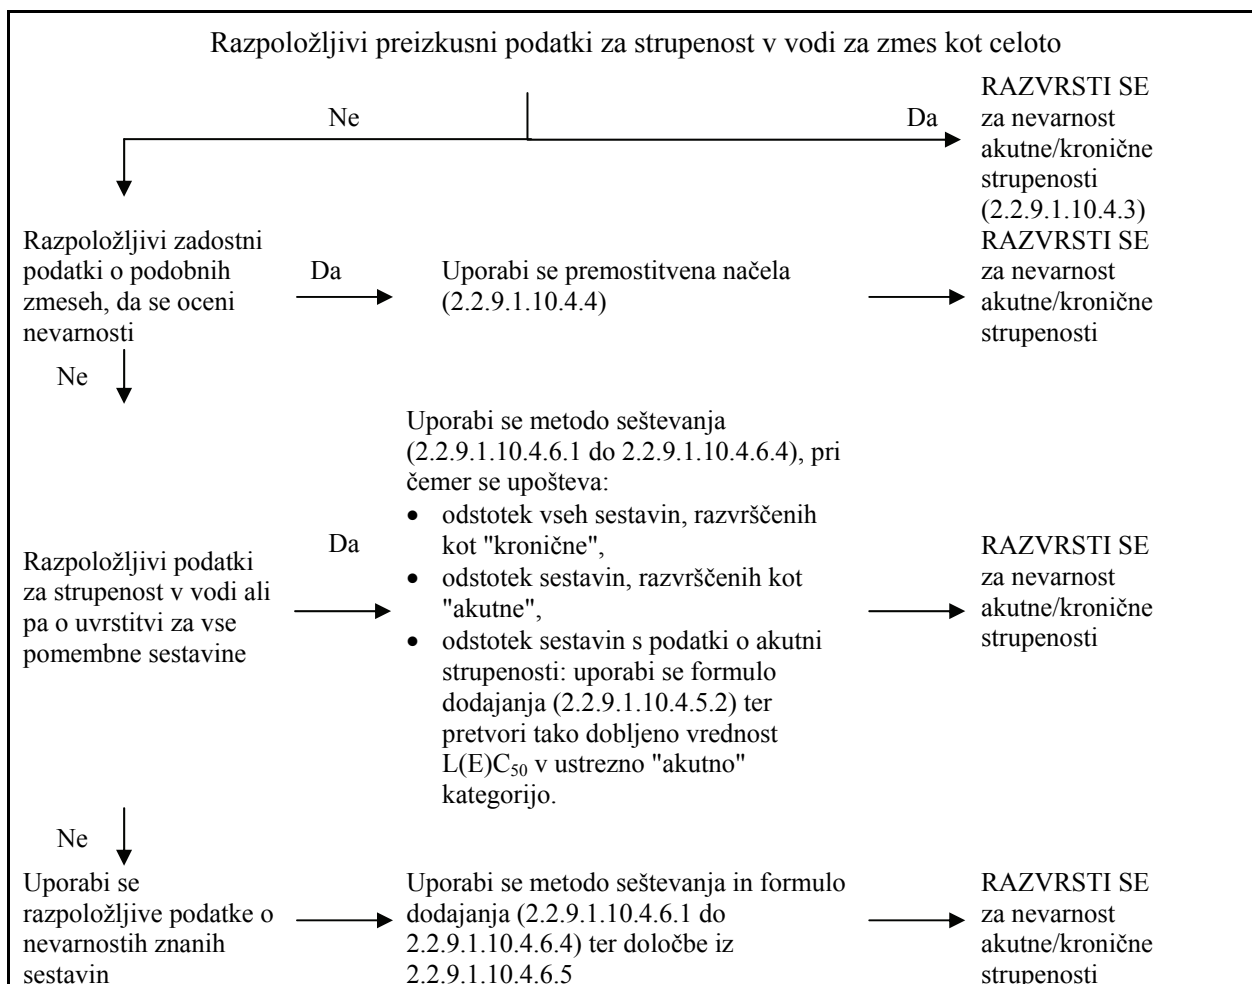 Razpoložljivi preizkusni podatki za strupenost v vodi za zmes kot celoto
Ne
Da
RAZVRSTI SE
za nevarnost
akutne/kronične
strupenosti
(2.2.9.1.10.4.3)
Razpoložljivi zadostni
podatki o podobnih
zmeseh, da se oceni
nevarnosti
Da
Uporabi se premostitvena načela
(2.2.9.1.10.4.4)
RAZVRSTI SE
za nevarnost
akutne/kronične
strupenosti
Ne
Razpoložljivi podatki
za strupenost v vodi ali
pa o uvrstitvi za vse
pomembne sestavine
Da
Uporabi se metodo seštevanja
(2.2.9.1.10.4.6.1 do 2.2.9.1.10.4.6.4), pri
čemer se upošteva:
• odstotek vseh sestavin, razvrščenih
kot "kronične",
• odstotek sestavin, razvrščenih kot
"akutne",
• odstotek sestavin s podatki o akutni
strupenosti: uporabi se formulo
dodajanja (2.2.9.1.10.4.5.2) ter
pretvori tako dobljeno vrednost
L(E)C₅₀ v ustrezno "akutno"
kategorijo.
RAZVRSTI SE
za nevarnost
akutne/kronične
strupenosti
Ne
Uporabi se
razpoložljive podatke o
nevarnostih znanih
sestavin
Uporabi se metodo seštevanja in formulo
dodajanja (2.2.9.1.10.4.6.1 do
2.2.9.1.10.4.6.4) ter določbe iz
2.2.9.1.10.4.6.5
RAZVRSTI SE
za nevarnost
akutne/kronične
strupenosti